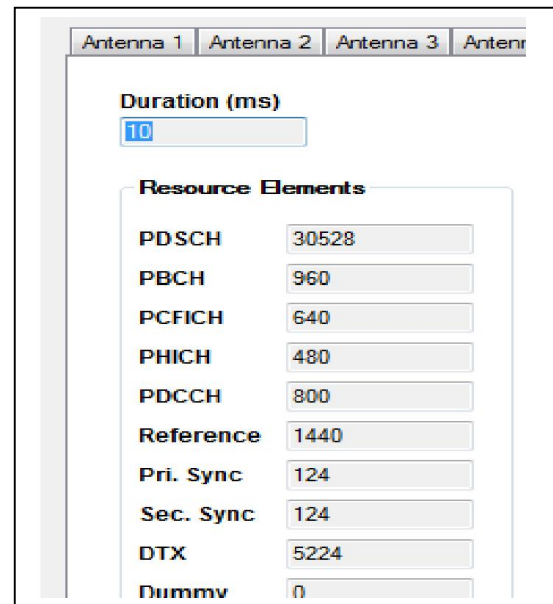 Antenna 1 Antenna 2 Antenna 3 Antenn
Duration (ms)
10
Resource Elements
PDSCH 30528
PBCH 960
PCFICH 640
PHICH 480
PDCCH 800
Reference 1440
Pri. Sync 124
Sec. Sync 124
DTX 5224
Dummy 0